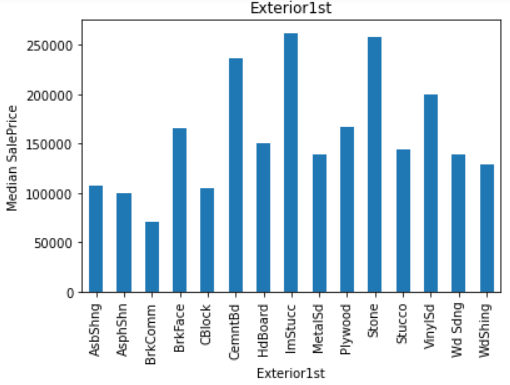 Exterior1st
Median SalePrice
250000
200000
150000
100000
50000
0
AsbShng
AsphShn
BrkComm
BrkFace
CBlock
CemntBd
HdBoard
ImStucc
MetalSd
Plywood
Stone
Stucco
VinylSd
Wd Sdng
WdShing
Exterior1st